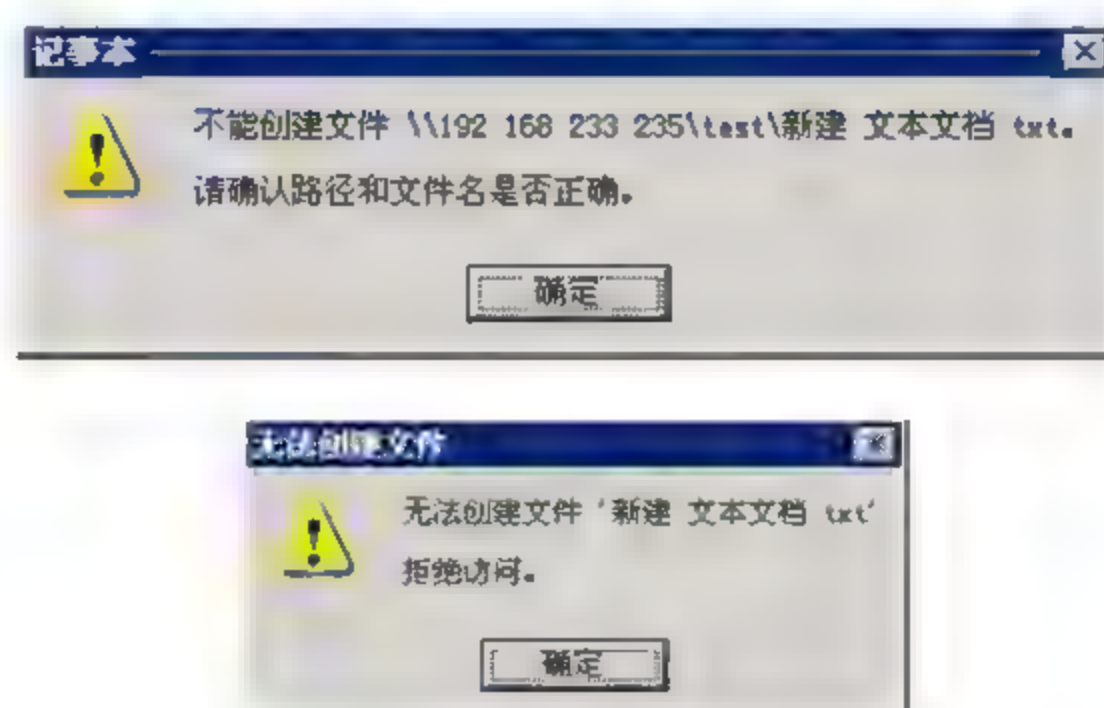 记事本
不能创建文件 \\192 168 233 235\test\新建 文本文档 txt。
请确认路径和文件名是否正确。
确定
无法创建文件
无法创建文件 '新建 文本文档 txt'
拒绝访问。
确定